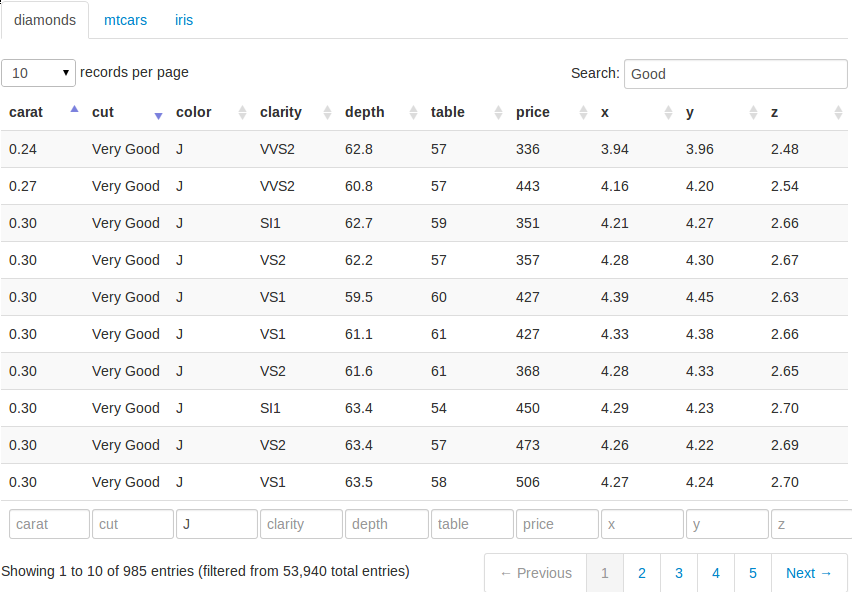 diamonds mtcars iris
10 records per page Search: Good
carat cut color clarity depth table price x y z
0.24 Very Good J VVS2 62.8 57 336 3.94 3.96 2.48
0.27 Very Good J VVS2 60.8 57 443 4.16 4.20 2.54
0.30 Very Good J SI1 62.7 59 351 4.21 4.27 2.66
0.30 Very Good J VS2 62.2 57 357 4.28 4.30 2.67
0.30 Very Good J VS1 59.5 60 427 4.39 4.45 2.63
0.30 Very Good J VS1 61.1 61 427 4.33 4.38 2.66
0.30 Very Good J VS2 61.6 61 368 4.28 4.33 2.65
0.30 Very Good J SI1 63.4 54 450 4.29 4.23 2.70
0.30 Very Good J VS2 63.4 57 473 4.26 4.22 2.69
0.30 Very Good J VS1 63.5 58 506 4.27 4.24 2.70
carat cut J clarity depth table price x y z
Showing 1 to 10 of 985 entries (filtered from 53,940 total entries) ← Previous 1 2 3 4 5 Next →